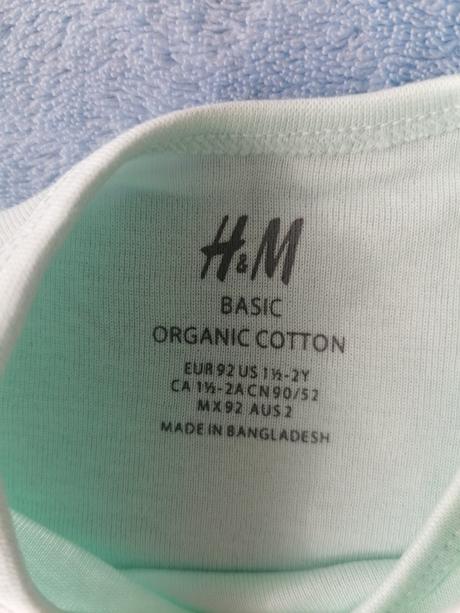 H&M
BASIC
ORGANIC COTTON
EUR 92 US 1½-2Y
CA 1½-2A CN 90/52
MX 92 AUS 2
MADE IN BANGLADESH